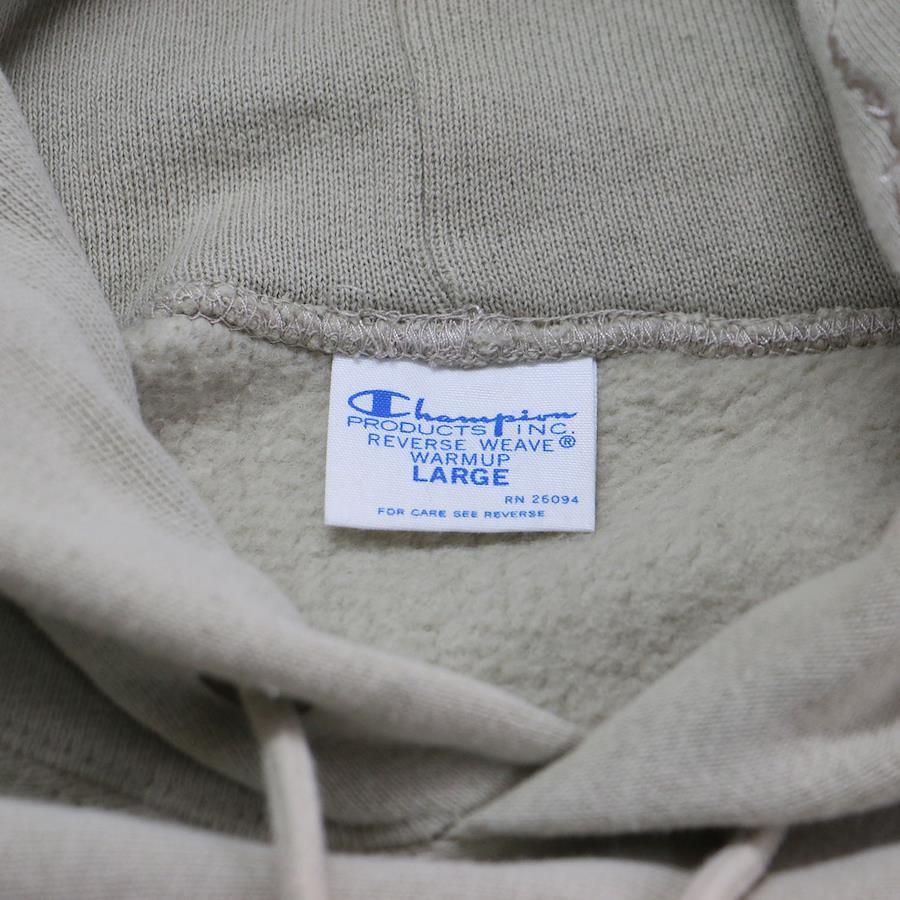 Champion
PRODUCTS INC.
REVERSE WEAVE®
WARMUP
LARGE
RN 26094
FOR CARE SEE REVERSE